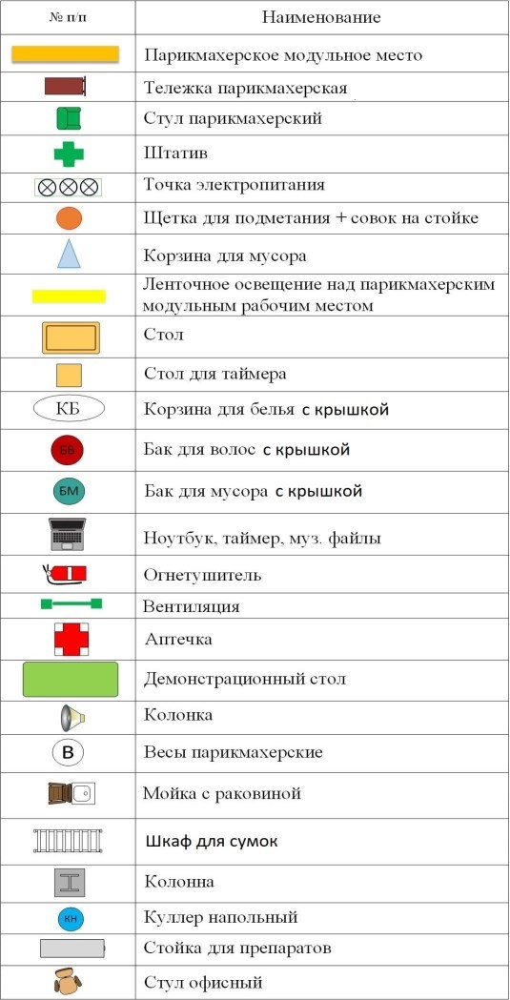 № п/п Наименование
Парикмахерское модульное место
Тележка парикмахерская
Стул парикмахерский
Штатив
Точка электропитания
Щетка для подметания + совок на стойке
Корзина для мусора
Ленточное освещение над парикмахерским
модульным рабочим местом
Стол
Стол для таймера
КБ Корзина для белья с крышкой
БВ Бак для волос с крышкой
БМ Бак для мусора с крышкой
Ноутбук, таймер, муз. файлы
Огнетушитель
Вентиляция
Аптечка
Демонстрационный стол
Колонка
В Весы парикмахерские
Мойка с раковиной
Шкаф для сумок
Колонна
КН Куллер напольный
Стойка для препаратов
Стул офисный